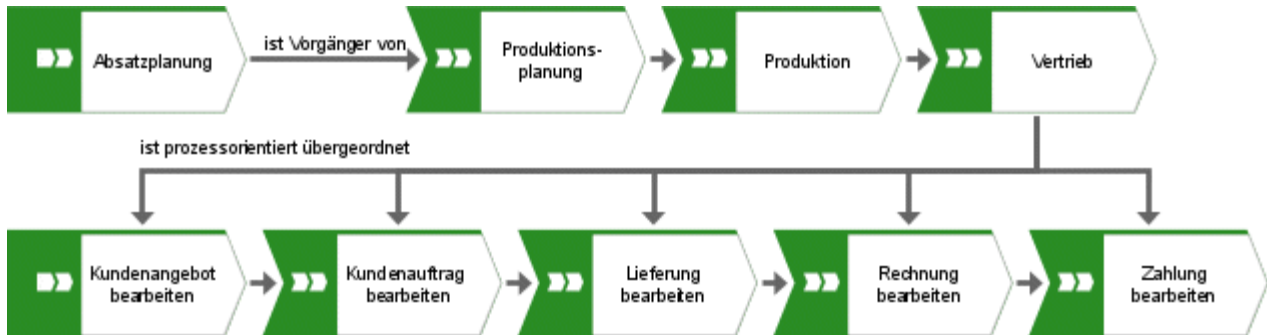 Absatzplanung
ist Vorgänger von
Produktions-
planung
Produktion
Vertrieb
ist prozessorientiert übergeordnet
Kundenangebot
bearbeiten
Kundenauftrag
bearbeiten
Lieferung
bearbeiten
Rechnung
bearbeiten
Zahlung
bearbeiten